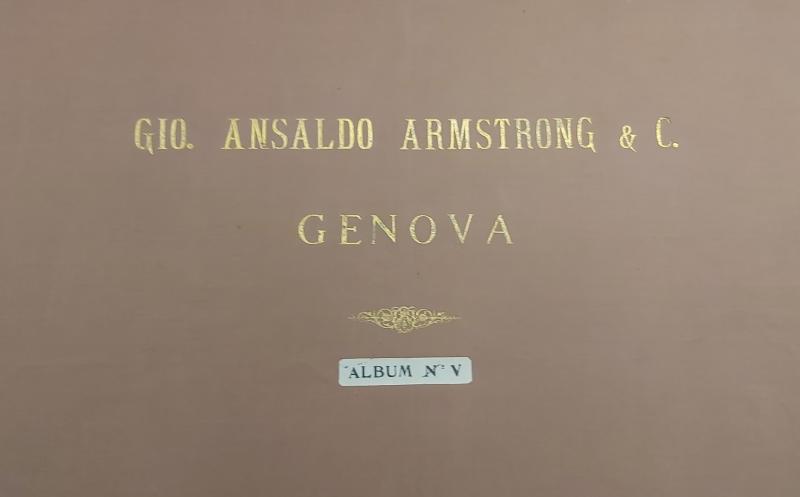 GIO. ANSALDO ARMSTRONG & C.
GENOVA
ALBUM N° V